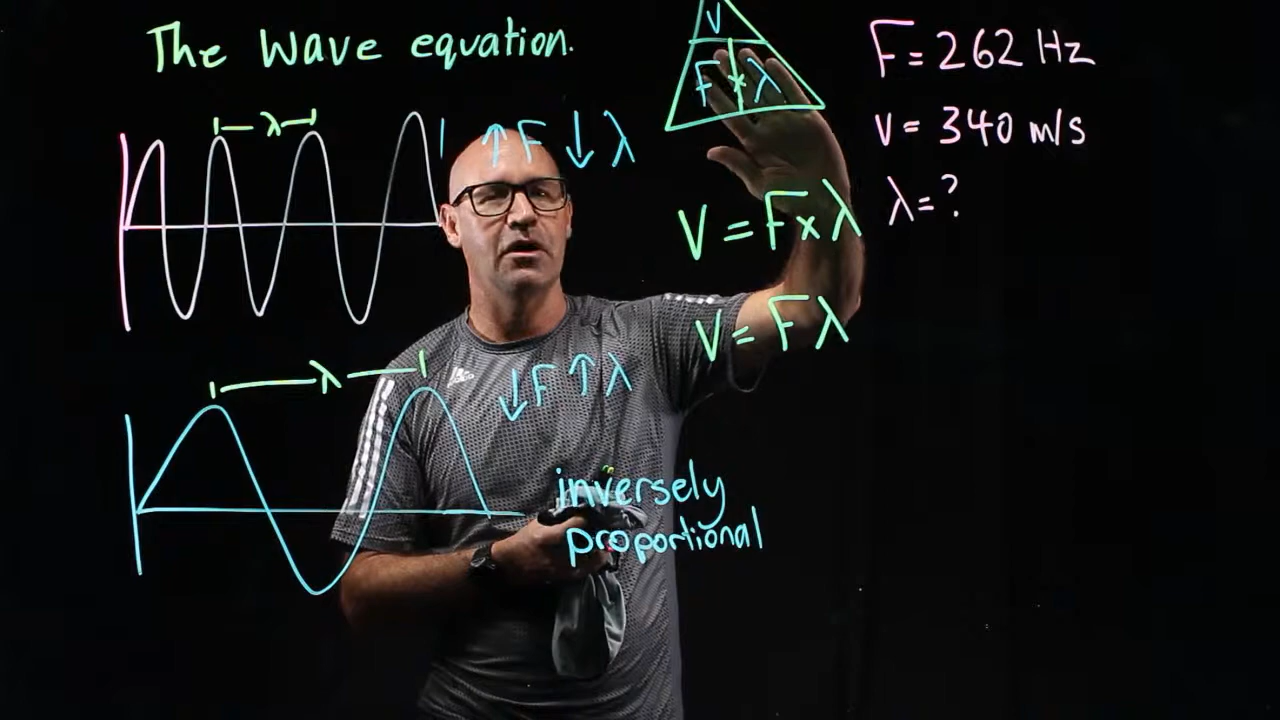 The Wave equation.
λ
↑F ↓λ
V
F × λ
F = 262 Hz
V = 340 m/s
λ = ?
V = F × λ
V = Fλ
λ
↓F ↑λ
inversely
proportional